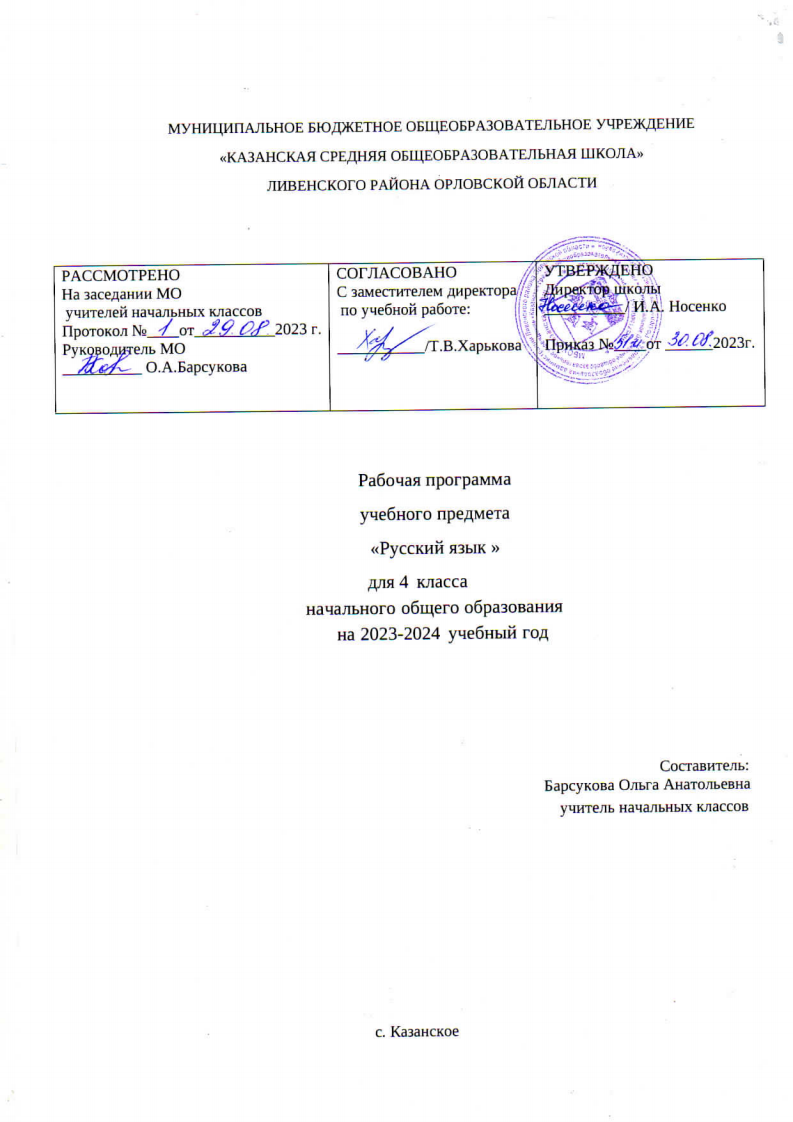 МУНИЦИПАЛЬНОЕ БЮДЖЕТНОЕ ОБЩЕОБРАЗОВАТЕЛЬНОЕ УЧРЕЖДЕНИЕ
«КАЗАНСКАЯ СРЕДНЯЯ ОБЩЕОБРАЗОВАТЕЛЬНАЯ ШКОЛА»
ЛИВЕНСКОГО РАЙОНА ОРЛОВСКОЙ ОБЛАСТИ
РАССМОТРЕНО
На заседании МО
учителей начальных классов
Протокол № 1 от 29.08 2023 г.
Руководитель МО
О.А.Барсукова
СОГЛАСОВАНО
С заместителем директора
по учебной работе:
/Т.В.Харькова
УТВЕРЖДЕНО
Директор школы
/ И.А. Носенко
Приказ № от 30.08.2023г.
Рабочая программа
учебного предмета
«Русский язык »
для 4 класса
начального общего образования
на 2023-2024 учебный год
Составитель:
Барсукова Ольга Анатольевна
учитель начальных классов
с. Казанское